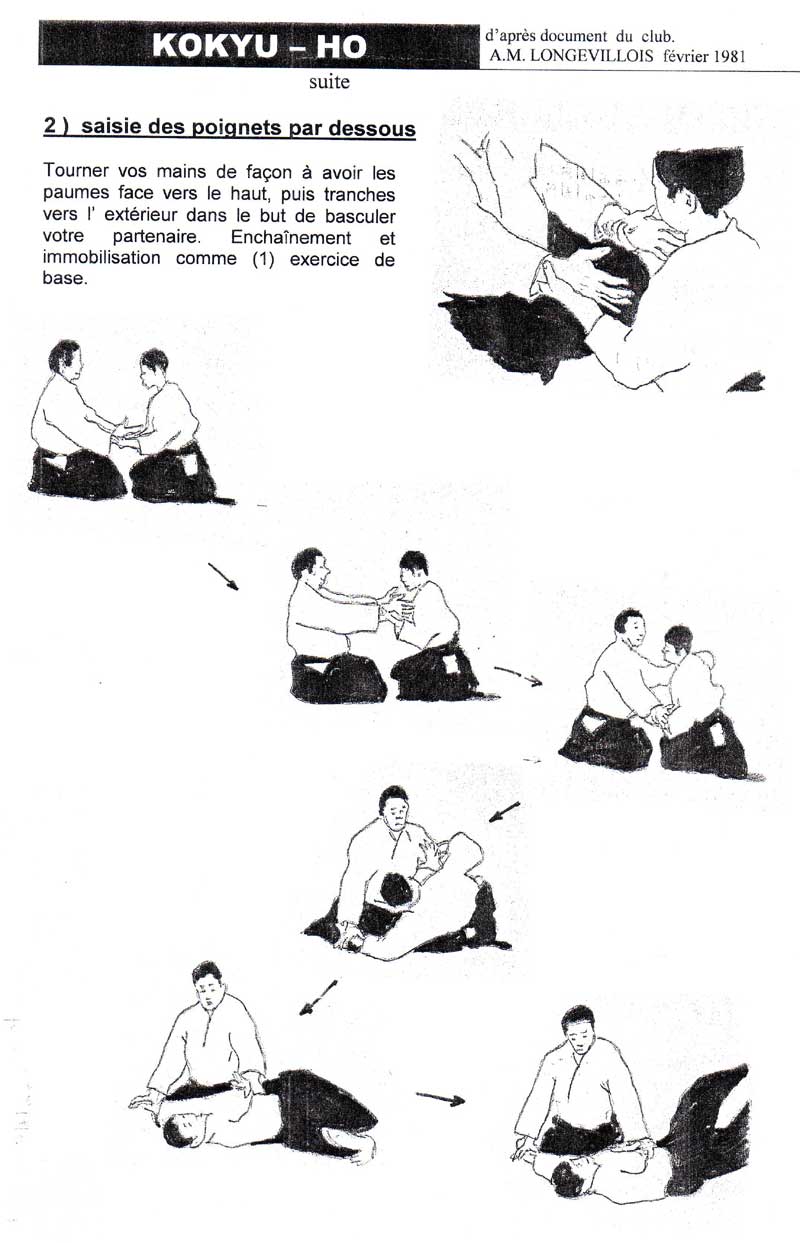 KOKYU – HO
d'après document du club.
A.M. LONGEVILLOIS février 1981
suite
2 ) saisie des poignets par dessous
Tourner vos mains de façon à avoir les
paumes face vers le haut, puis tranches
vers l' extérieur dans le but de basculer
votre partenaire. Enchaînement et
immobilisation comme (1) exercice de
base.